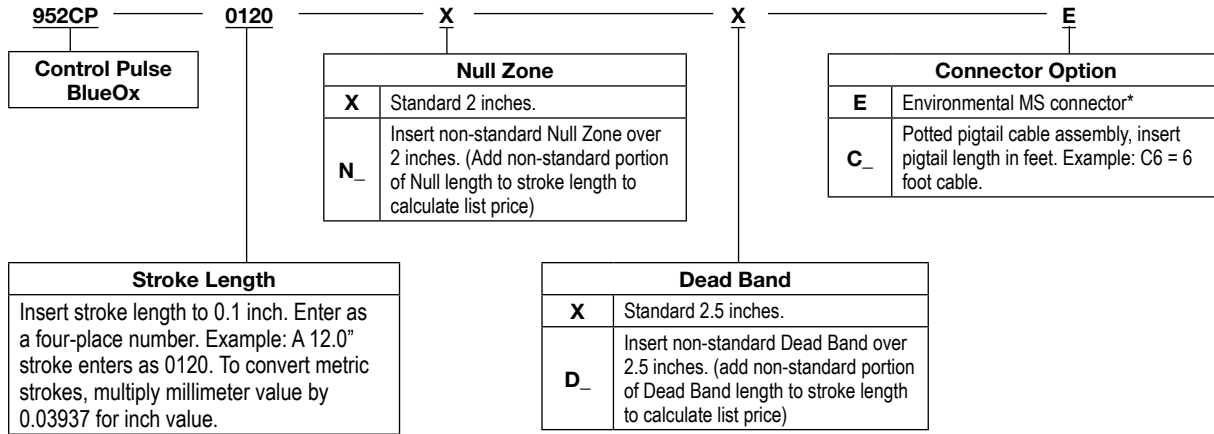 952CP 0120 X X E
Control Pulse
BlueOx
Null Zone
X Standard 2 inches.
N_ Insert non-standard Null Zone over
2 inches. (Add non-standard portion
of Null length to stroke length to
calculate list price)
Connector Option
E Environmental MS connector*
C_ Potted pigtail cable assembly, insert
pigtail length in feet. Example: C6 = 6
foot cable.
Stroke Length
Insert stroke length to 0.1 inch. Enter as
a four-place number. Example: A 12.0”
stroke enters as 0120. To convert metric
strokes, multiply millimeter value by
0.03937 for inch value.
Dead Band
X Standard 2.5 inches.
D_ Insert non-standard Dead Band over
2.5 inches. (add non-standard portion
of Dead Band length to stroke length
to calculate list price)